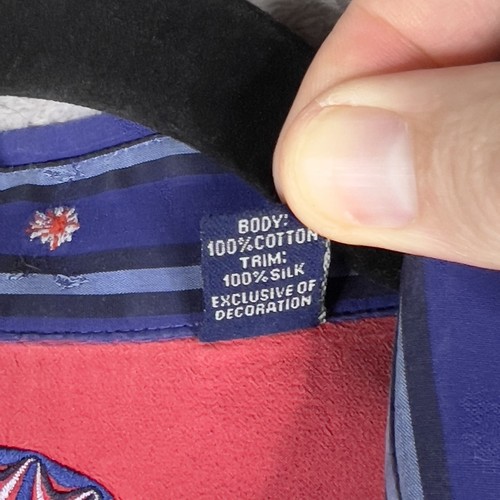 BODY:
100%COTTON
TRIM:
100%SILK
EXCLUSIVE OF
DECORATION